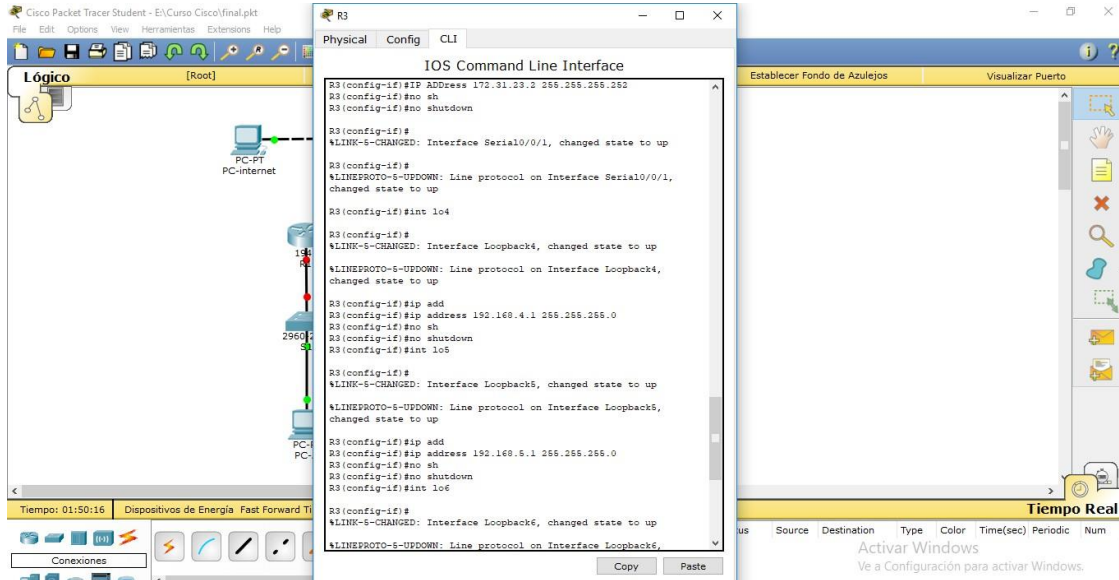 Cisco Packet Tracer Student - E:\Curso Cisco\final.pkt
File Edit Options View Herramientas Extensions Help
Lógico
[Root]
Establecer Fondo de Azulejos
Visualizar Puerto
PC-PT
PC-internet
R3
Physical Config CLI
IOS Command Line Interface
R3(config-if)#IP ADDress 172.31.23.2 255.255.255.252
R3(config-if)#no sh
R3(config-if)#no shutdown
R3(config-if)#
%LINK-5-CHANGED: Interface Serial0/0/1, changed state to up
R3(config-if)#
%LINEPROTO-5-UPDOWN: Line protocol on Interface Serial0/0/1,
changed state to up
R3(config-if)#int lo4
R3(config-if)#
%LINK-5-CHANGED: Interface Loopback4, changed state to up
%LINEPROTO-5-UPDOWN: Line protocol on Interface Loopback4,
changed state to up
R3(config-if)#ip add
R3(config-if)#ip address 192.168.4.1 255.255.255.0
R3(config-if)#no sh
R3(config-if)#no shutdown
R3(config-if)#int lo5
R3(config-if)#
%LINK-5-CHANGED: Interface Loopback5, changed state to up
%LINEPROTO-5-UPDOWN: Line protocol on Interface Loopback5,
changed state to up
R3(config-if)#ip add
R3(config-if)#ip address 192.168.5.1 255.255.255.0
R3(config-if)#no sh
R3(config-if)#no shutdown
R3(config-if)#int lo6
R3(config-if)#
%LINK-5-CHANGED: Interface Loopback6, changed state to up
%LINEPROTO-5-UPDOWN: Line protocol on Interface Loopback6,
Copy Paste
Tiempo: 01:50:16 Dispositivos de Energía Fast Forward Ti
Tiempo Real
Conexiones
Source Destination Type Color Time(sec) Periodic Num
Activar Windows
Ve a Configuración para activar Windows.